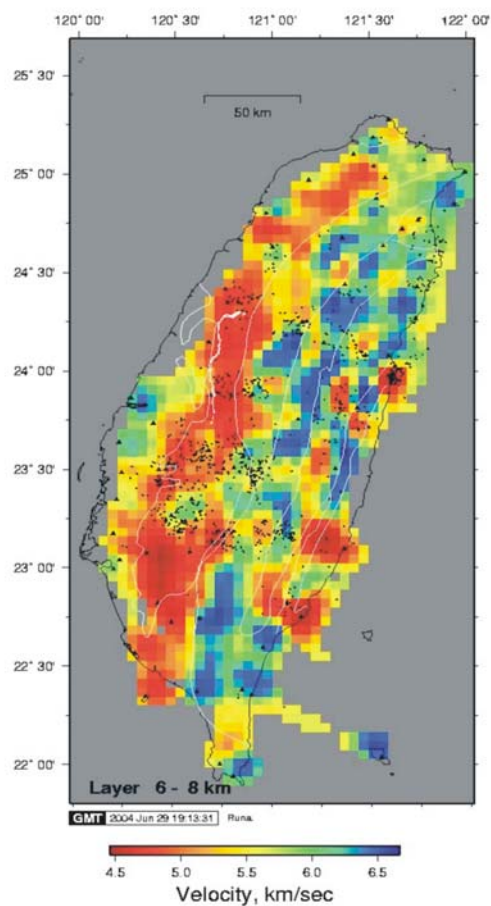 120° 00' 120° 30' 121° 00' 121° 30' 122° 00'
25° 30'
50 km
25° 00'
24° 30'
24° 00'
23° 30'
23° 00'
22° 30'
22° 00'
Layer 6 - 8 km
GMT 2004 Jun 29 19:13:31 Runa.
4.5 5.0 5.5 6.0 6.5
Velocity, km/sec